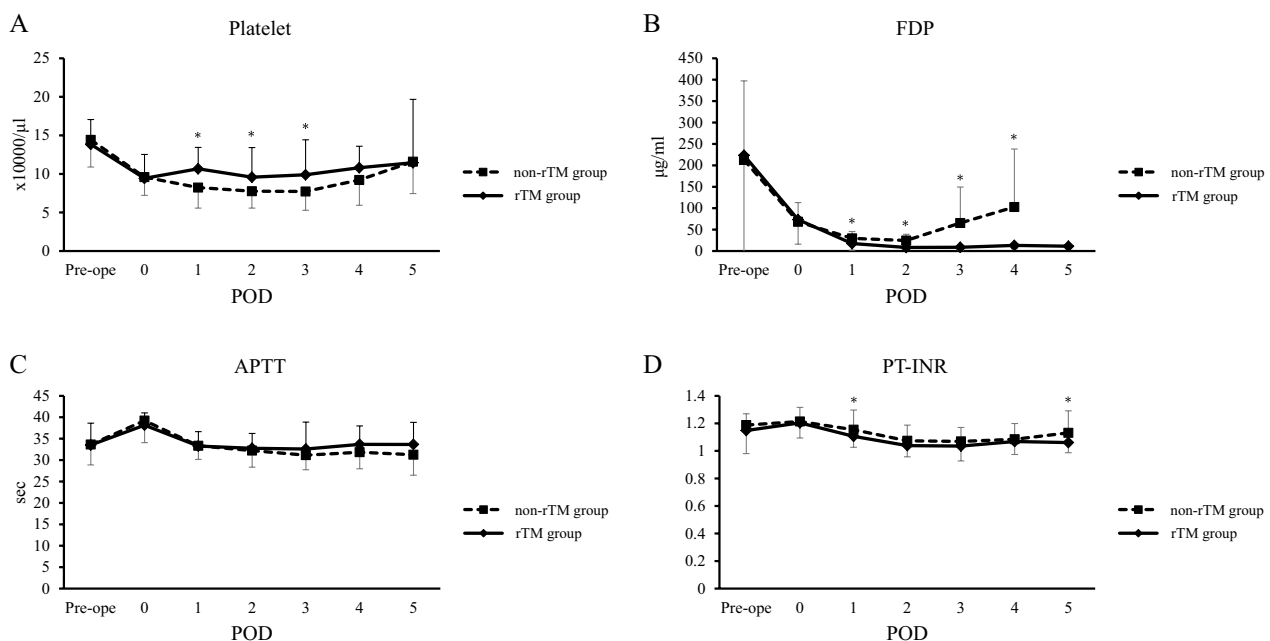 A
Platelet
25
20
15
10
5
0
x10000/μl
* * *
Pre-ope 0 1 2 3 4 5
POD
non-rTM group
rTM group
B
FDP
450
400
350
300
250
200
150
100
50
0
μg/ml
* * * *
Pre-ope 0 1 2 3 4 5
POD
non-rTM group
rTM group
C
APTT
45
40
35
30
25
20
15
10
5
0
sec
Pre-ope 0 1 2 3 4 5
POD
non-rTM group
rTM group
D
PT-INR
1.4
1.2
1
0.8
0.6
0.4
0.2
0
* *
Pre-ope 0 1 2 3 4 5
POD
non-rTM group
rTM group